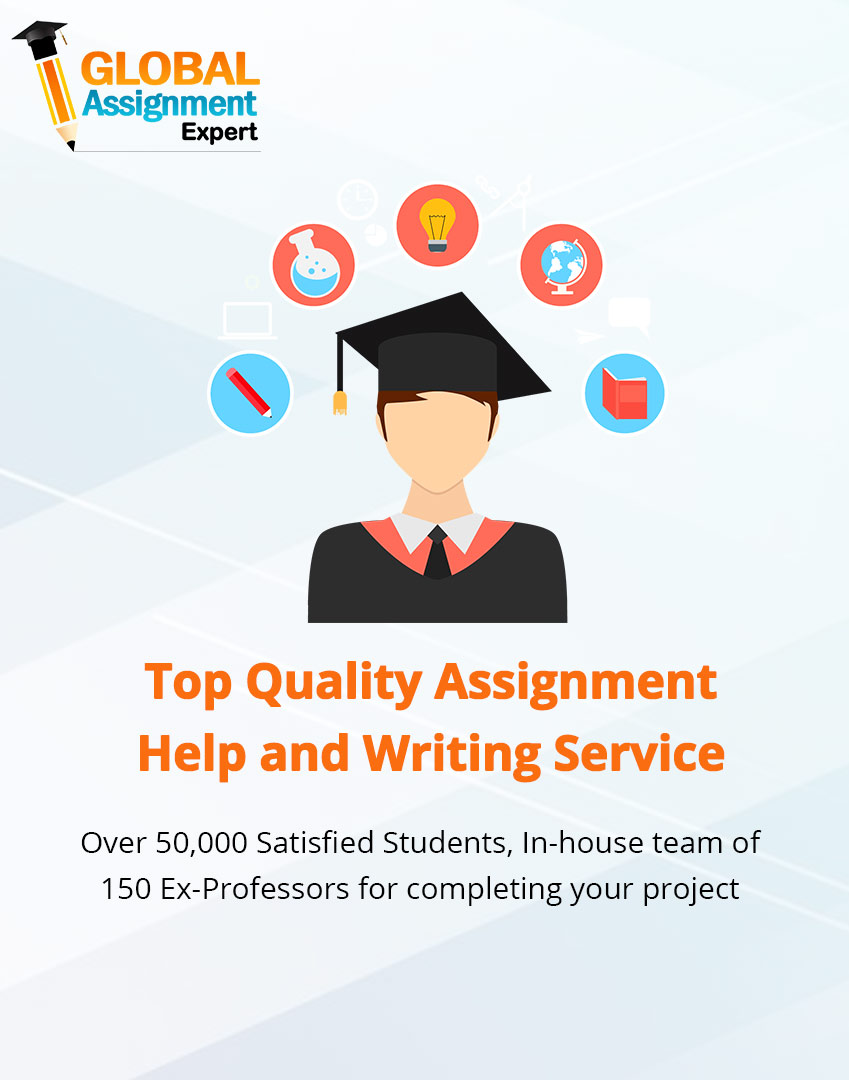 GLOBAL
Assignment
Expert
Top Quality Assignment
Help and Writing Service
Over 50,000 Satisfied Students, In-house team of
150 Ex-Professors for completing your project